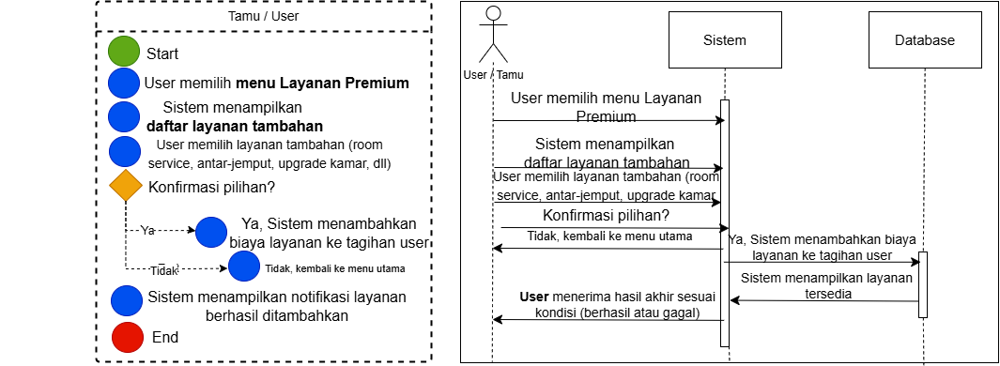 Tamu / User
Start
User memilih menu Layanan Premium
Sistem menampilkan
daftar layanan tambahan
User memilih layanan tambahan (room
service, antar-jemput, upgrade kamar, dll)
Konfirmasi pilihan?
Ya
Ya, Sistem menambahkan
biaya layanan ke tagihan user
Tidak
Tidak, kembali ke menu utama
Sistem menampilkan notifikasi layanan
berhasil ditambahkan
End
User / Tamu
Sistem
Database
User memilih menu Layanan
Premium
Sistem menampilkan
daftar layanan tambahan
User memilih layanan tambahan (room
service, antar-jemput, upgrade kamar
Konfirmasi pilihan?
Tidak, kembali ke menu utama
Ya, Sistem menambahkan biaya
layanan ke tagihan user
Sistem menampilkan layanan
tersedia
User menerima hasil akhir sesuai
kondisi (berhasil atau gagal)